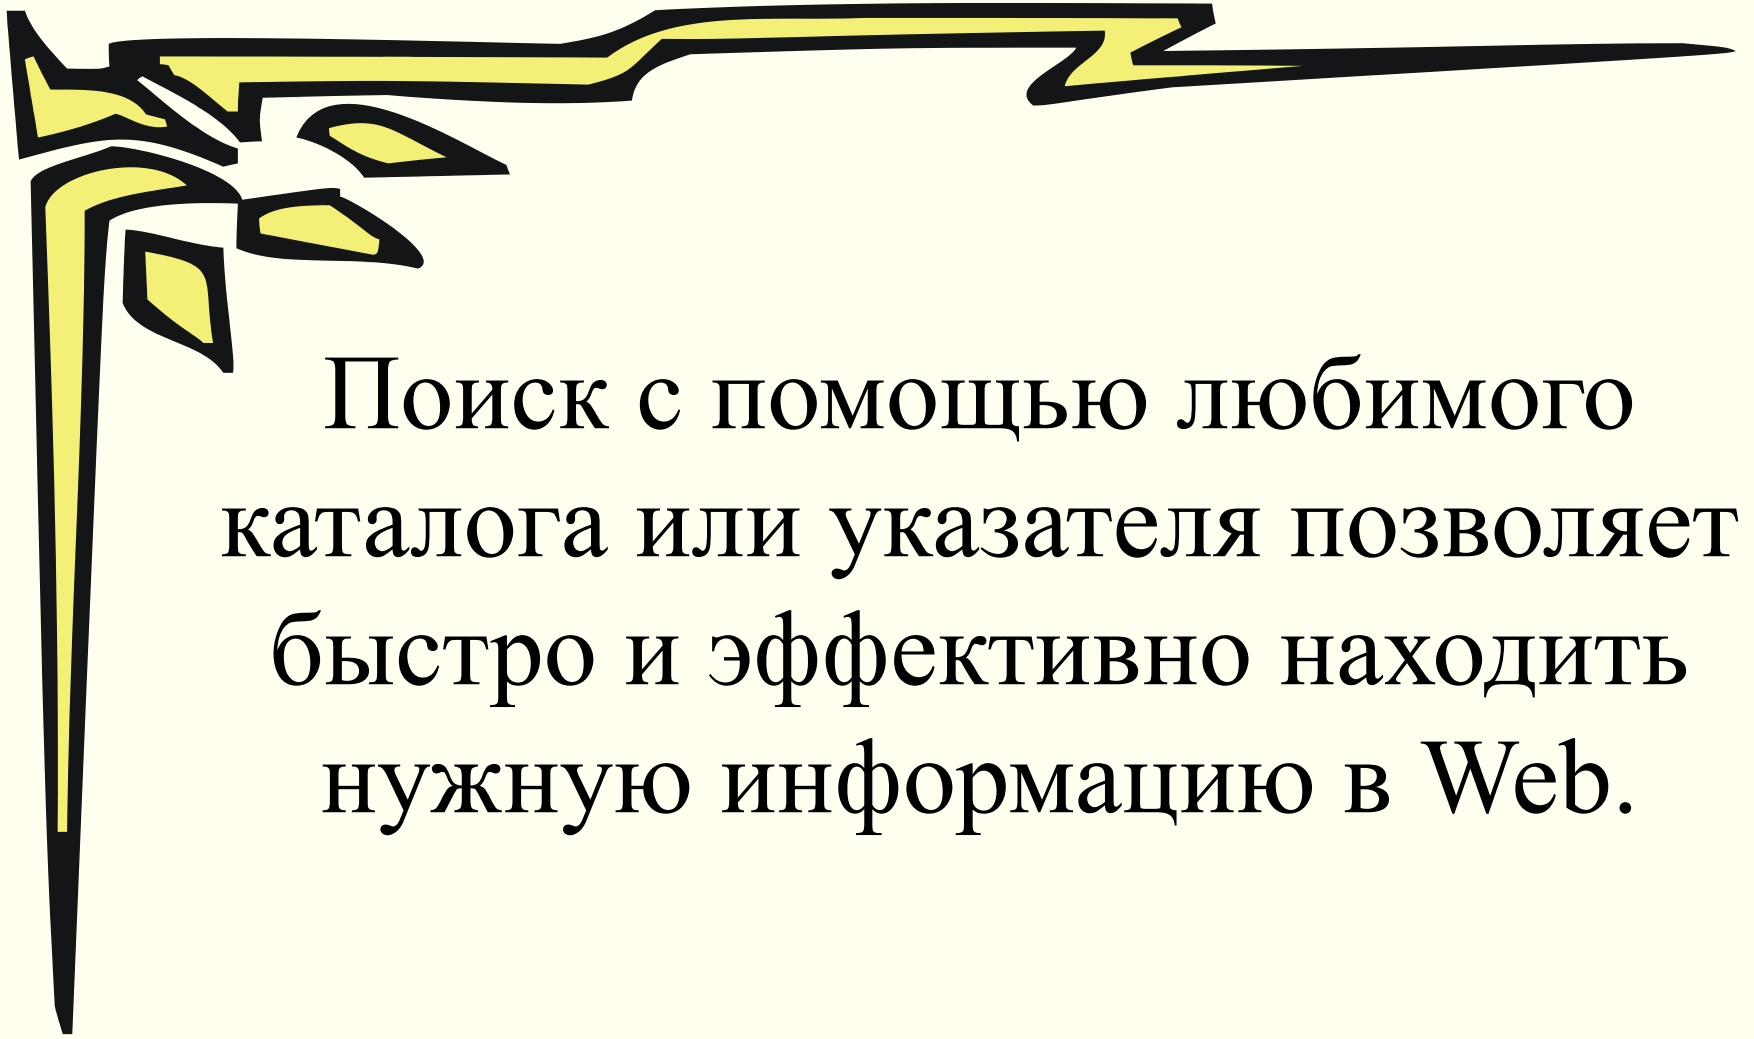 Поиск с помощью любимого
каталога или указателя позволяет
быстро и эффективно находить
нужную информацию в Web.